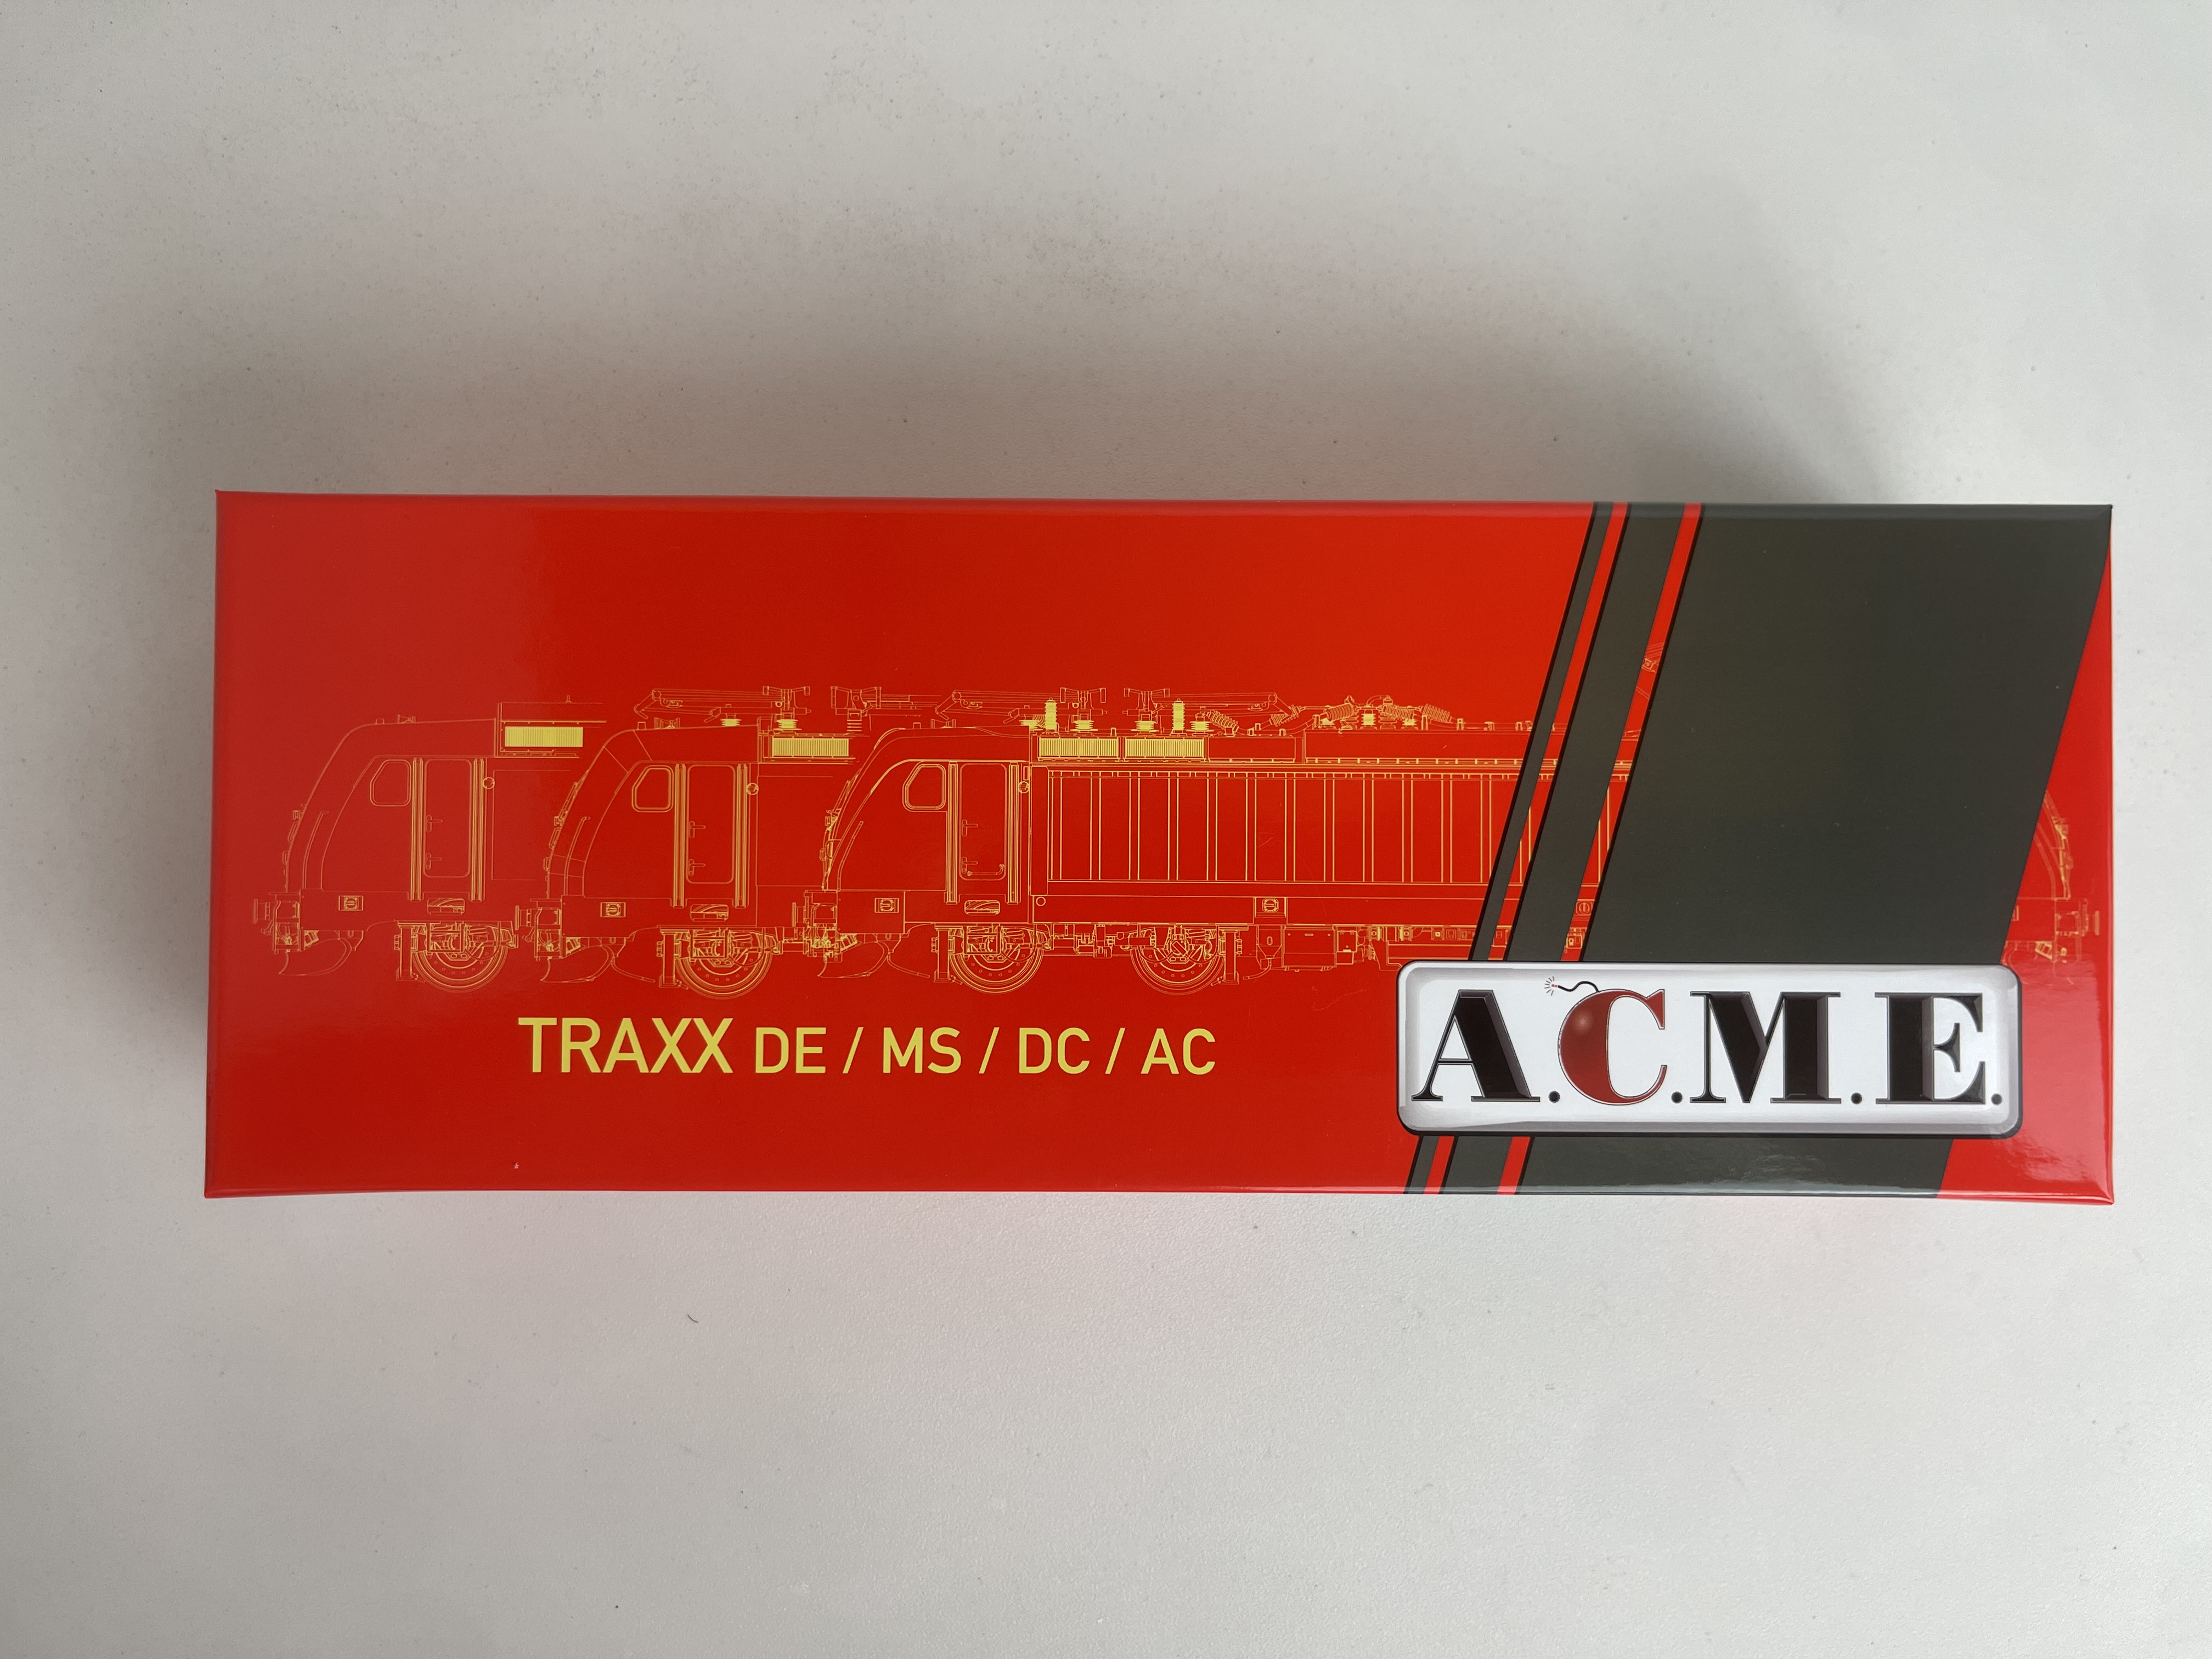 TRAXX DE / MS / DC / AC
A.C.M.E.